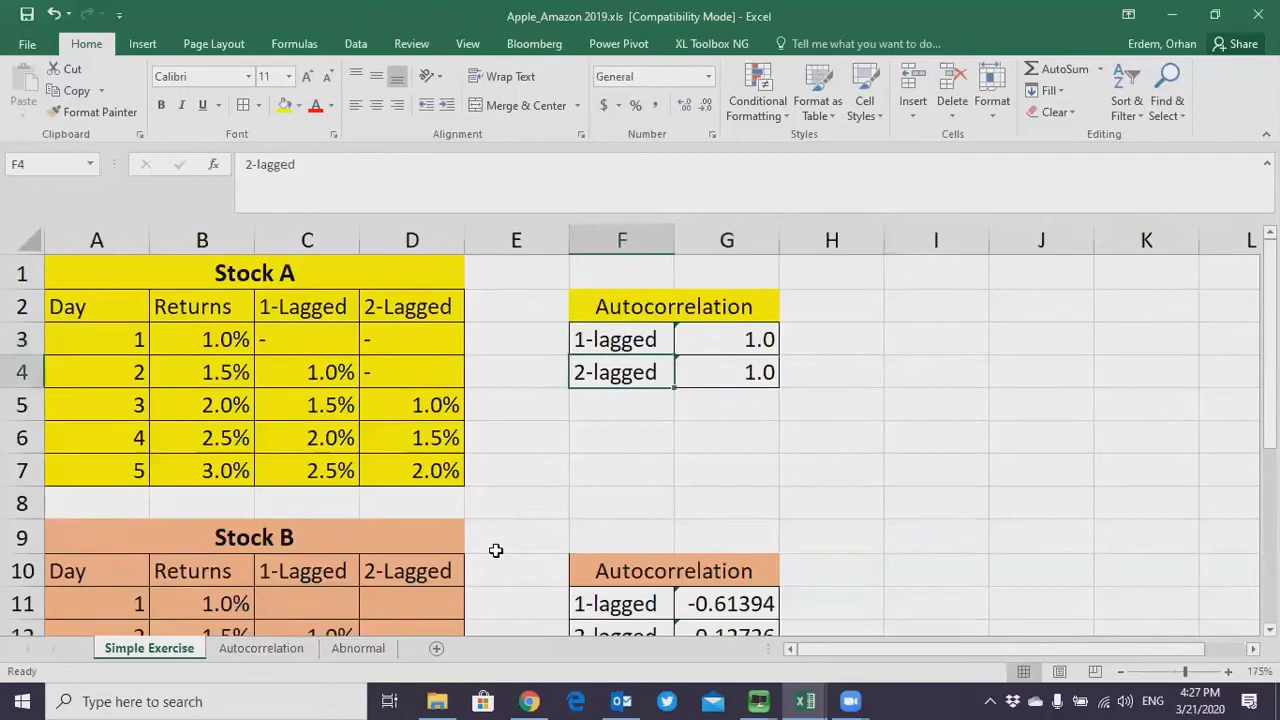 Apple_Amazon 2019.xls [Compatibility Mode] - Excel
File Home Insert Page Layout Formulas Data Review View Bloomberg Power Pivot XL Toolbox NG Tell me what you want to do... Erdem, Orhan Share
Paste
Cut
Copy
Format Painter
Clipboard
Calibri 11
B I U
Font
Wrap Text
Merge & Center
Alignment
General
$ % ,
Number
Conditional Formatting
Format as Table
Cell Styles
Styles
Insert Delete Format
Cells
AutoSum
Fill
Clear
Sort & Filter
Find & Select
Editing
F4 fx 2-lagged
A B C D E F G H I J K L
1 Stock A
2 Day Returns 1-Lagged 2-Lagged Autocorrelation
3 1 1.0% - - 1-lagged 1.0
4 2 1.5% 1.0% - 2-lagged 1.0
5 3 2.0% 1.5% 1.0%
6 4 2.5% 2.0% 1.5%
7 5 3.0% 2.5% 2.0%
8
9 Stock B
10 Day Returns 1-Lagged 2-Lagged Autocorrelation
11 1 1.0% 1-lagged -0.61394
Simple Exercise Autocorrelation Abnormal
Ready 175%
Type here to search
ENG
4:27 PM
3/21/2020